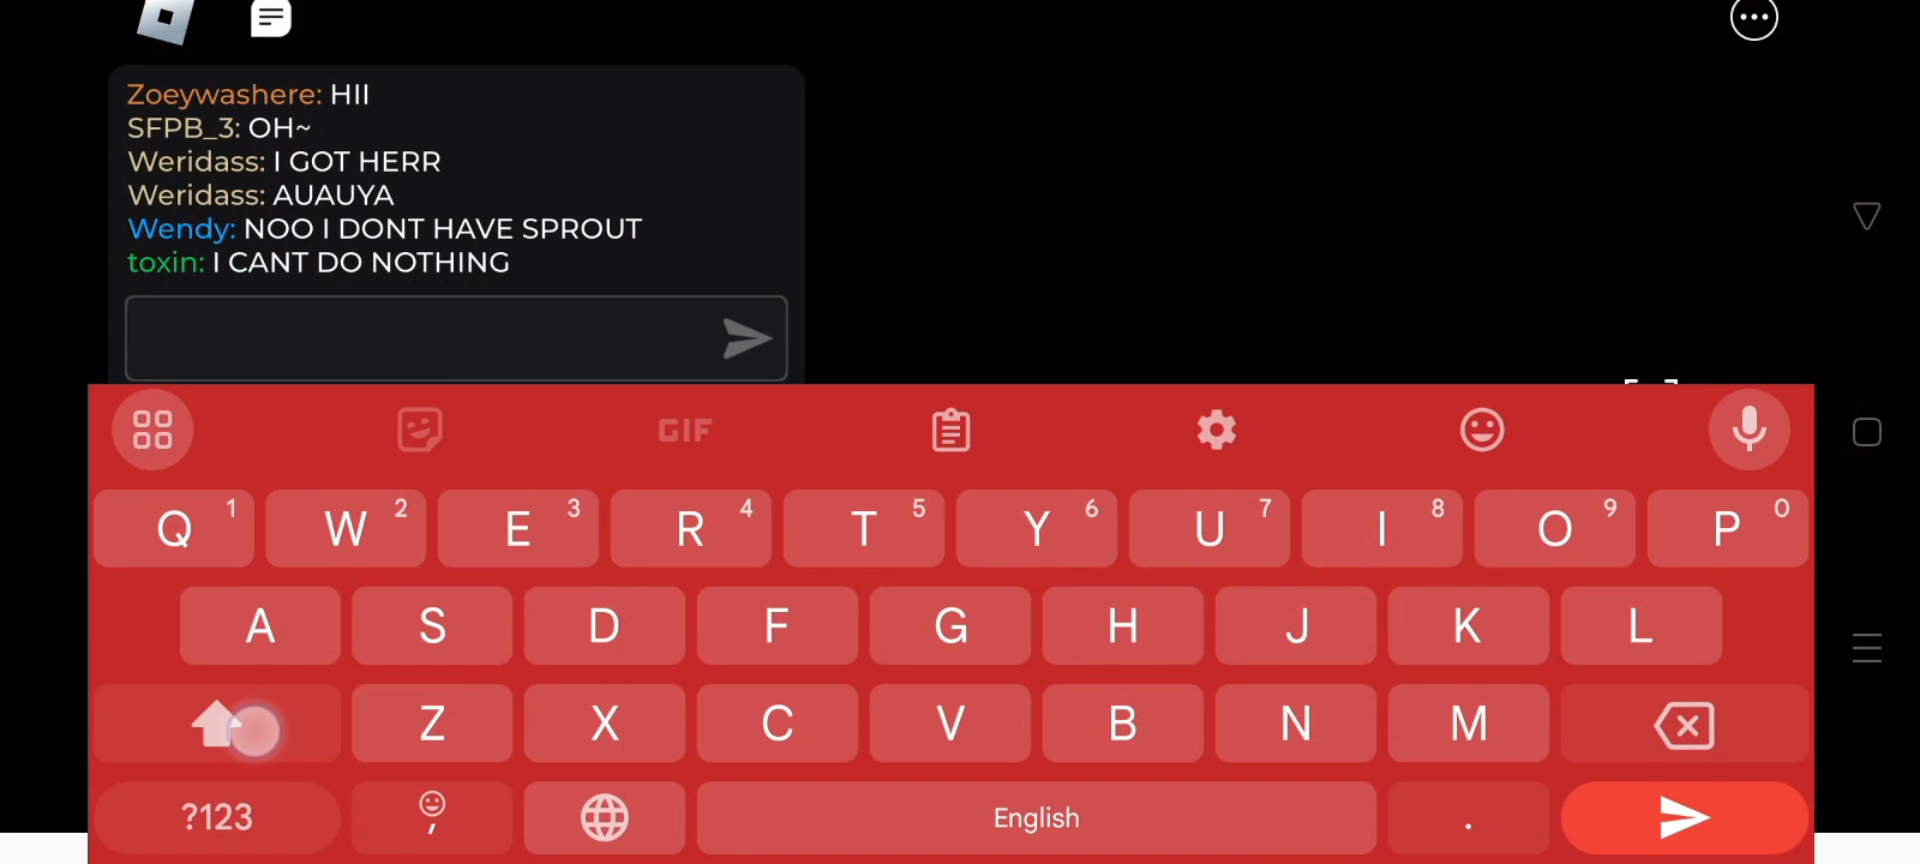 Zoeywashere: HII
SFPB_3: OH~
Weridass: I GOT HERR
Weridass: AUAUYA
Wendy: NOO I DONT HAVE SPROUT
toxin: I CANT DO NOTHING
GIF
Q 1 W 2 E 3 R 4 T 5 Y 6 U 7 I 8 O 9 P 0
A S D F G H J K L
Z X C V B N M
?123 , English .